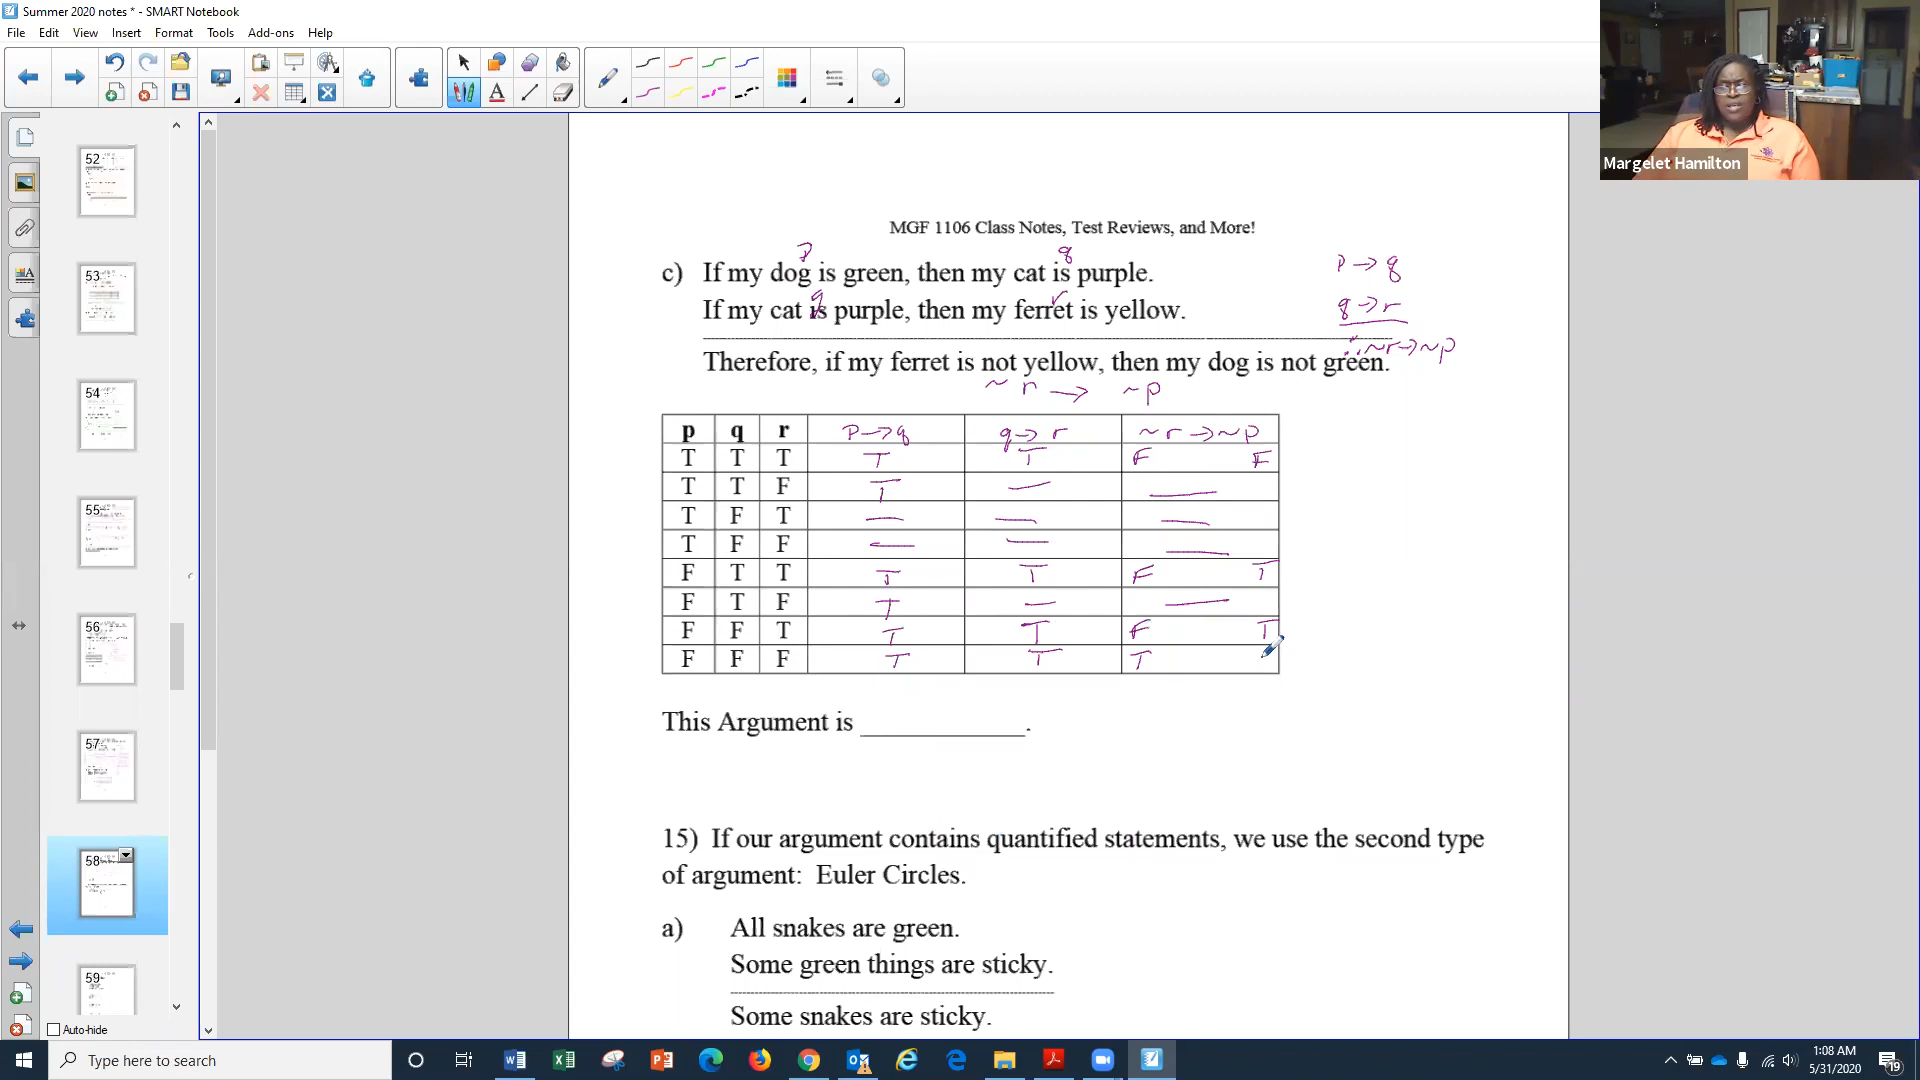 Summer 2020 notes * - SMART Notebook
File Edit View Insert Format Tools Add-ons Help
Margelet Hamilton
52
53
54
55
56
57
58
59
Auto-hide
MGF 1106 Class Notes, Test Reviews, and More!
p q
c) If my dog is green, then my cat is purple. p → q
q r
If my cat is purple, then my ferret is yellow. q → r
∴ ~r → ~p
Therefore, if my ferret is not yellow, then my dog is not green.
~ r → ~p
p q r p → q q → r ~r → ~p
T T T T T F F
T T F T — —
T F T — — —
T F F — — —
F T T T T F T
F T F T — —
F F T T T F T
F F F T T T
This Argument is ____________.
15) If our argument contains quantified statements, we use the second type
of argument: Euler Circles.
a) All snakes are green.
Some green things are sticky.
Some snakes are sticky.
Type here to search
1:08 AM
5/31/2020
19